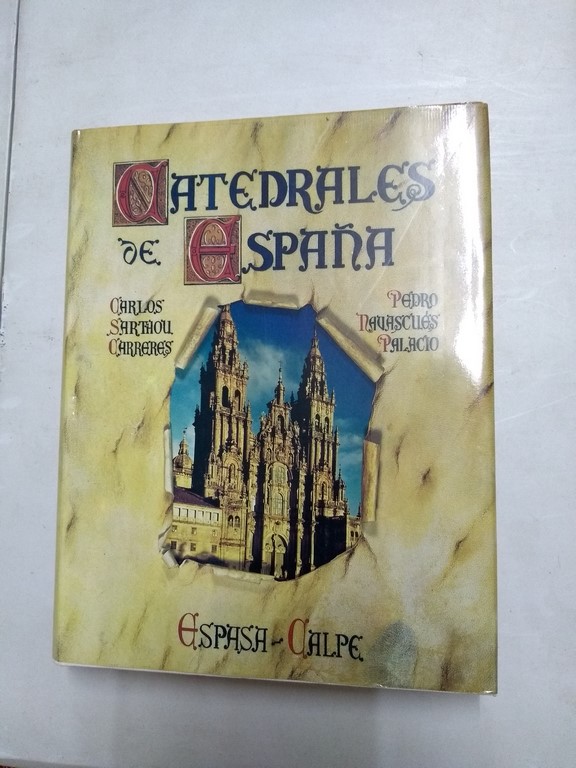 CATEDRALES
DE ESPAÑA
CARLOS
SARTHOU
CARRERES
PEDRO
NAVASCUÉS
PALACIO
ESPASA-CALPE